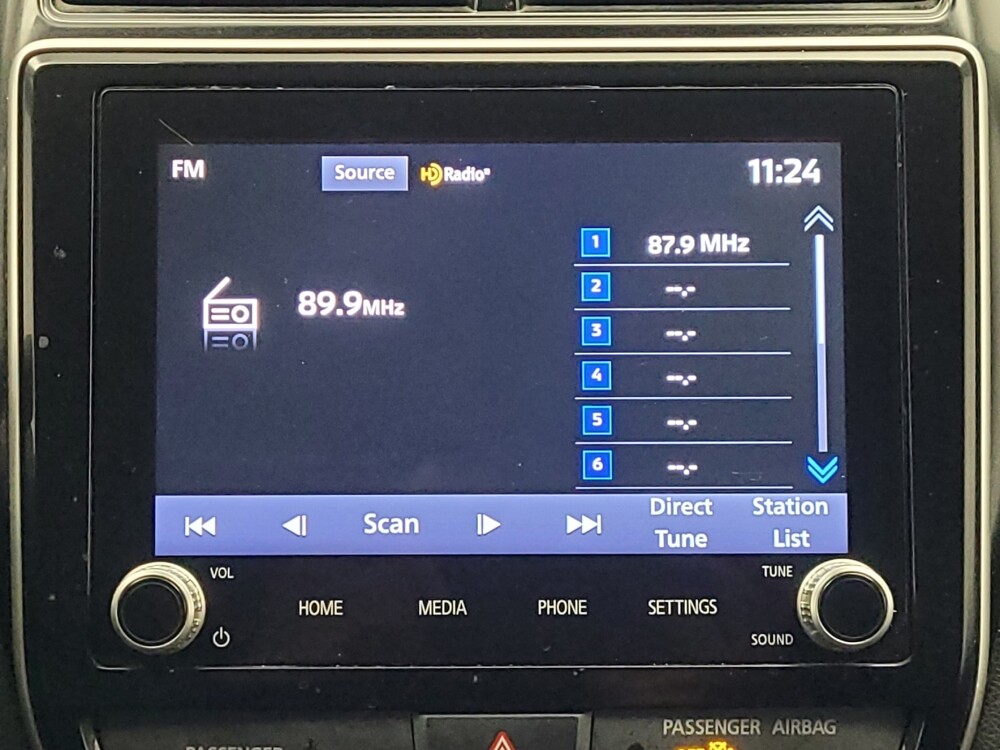 FM
Source
HD Radio
11:24
89.9MHz
1 87.9 MHz
2 --.-
3 --.-
4 --.-
5 --.-
6 --.-
Scan
Direct
Tune
Station
List
VOL
TUNE
HOME
MEDIA
PHONE
SETTINGS
SOUND
PASSENGER AIRBAG
PASSENGER